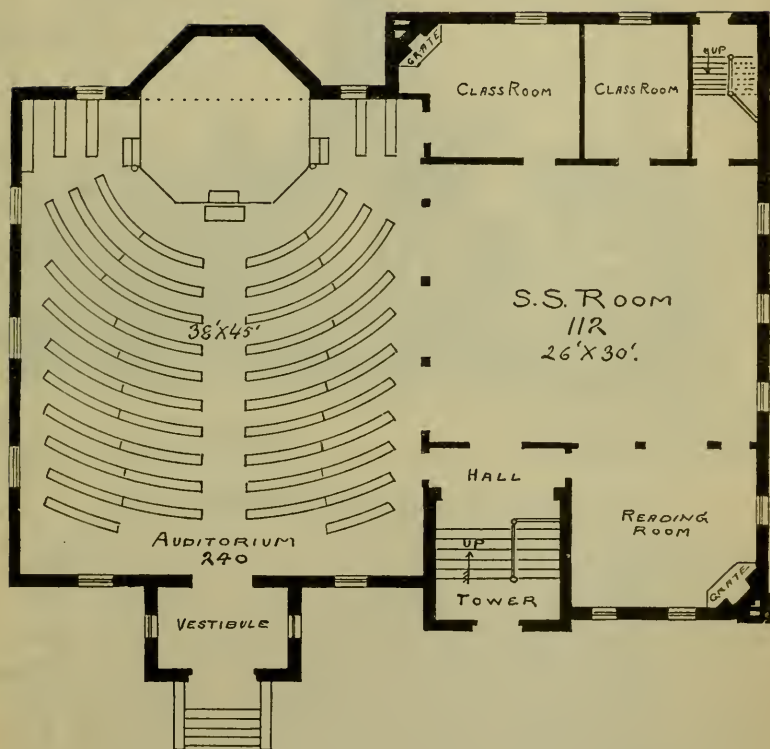 GRATE
UP
CLASS ROOM
CLASS ROOM
38'X45'
S.S. ROOM
112
26'X30'.
HALL
READING
ROOM
AUDITORIUM
240
UP
TOWER
GRATE
VESTIBULE